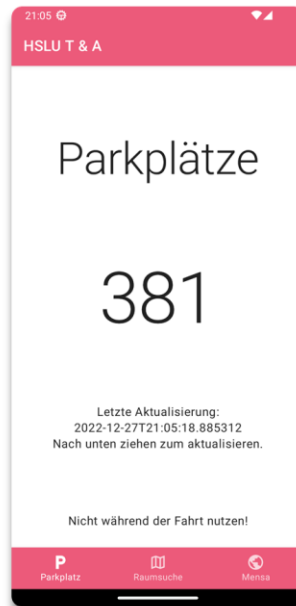 21:05
HSLU T & A
Parkplätze
381
Letzte Aktualisierung:
2022-12-27T21:05:18.885312
Nach unten ziehen zum aktualisieren.
Nicht während der Fahrt nutzen!
P
Parkplatz
Raumsuche
Mensa